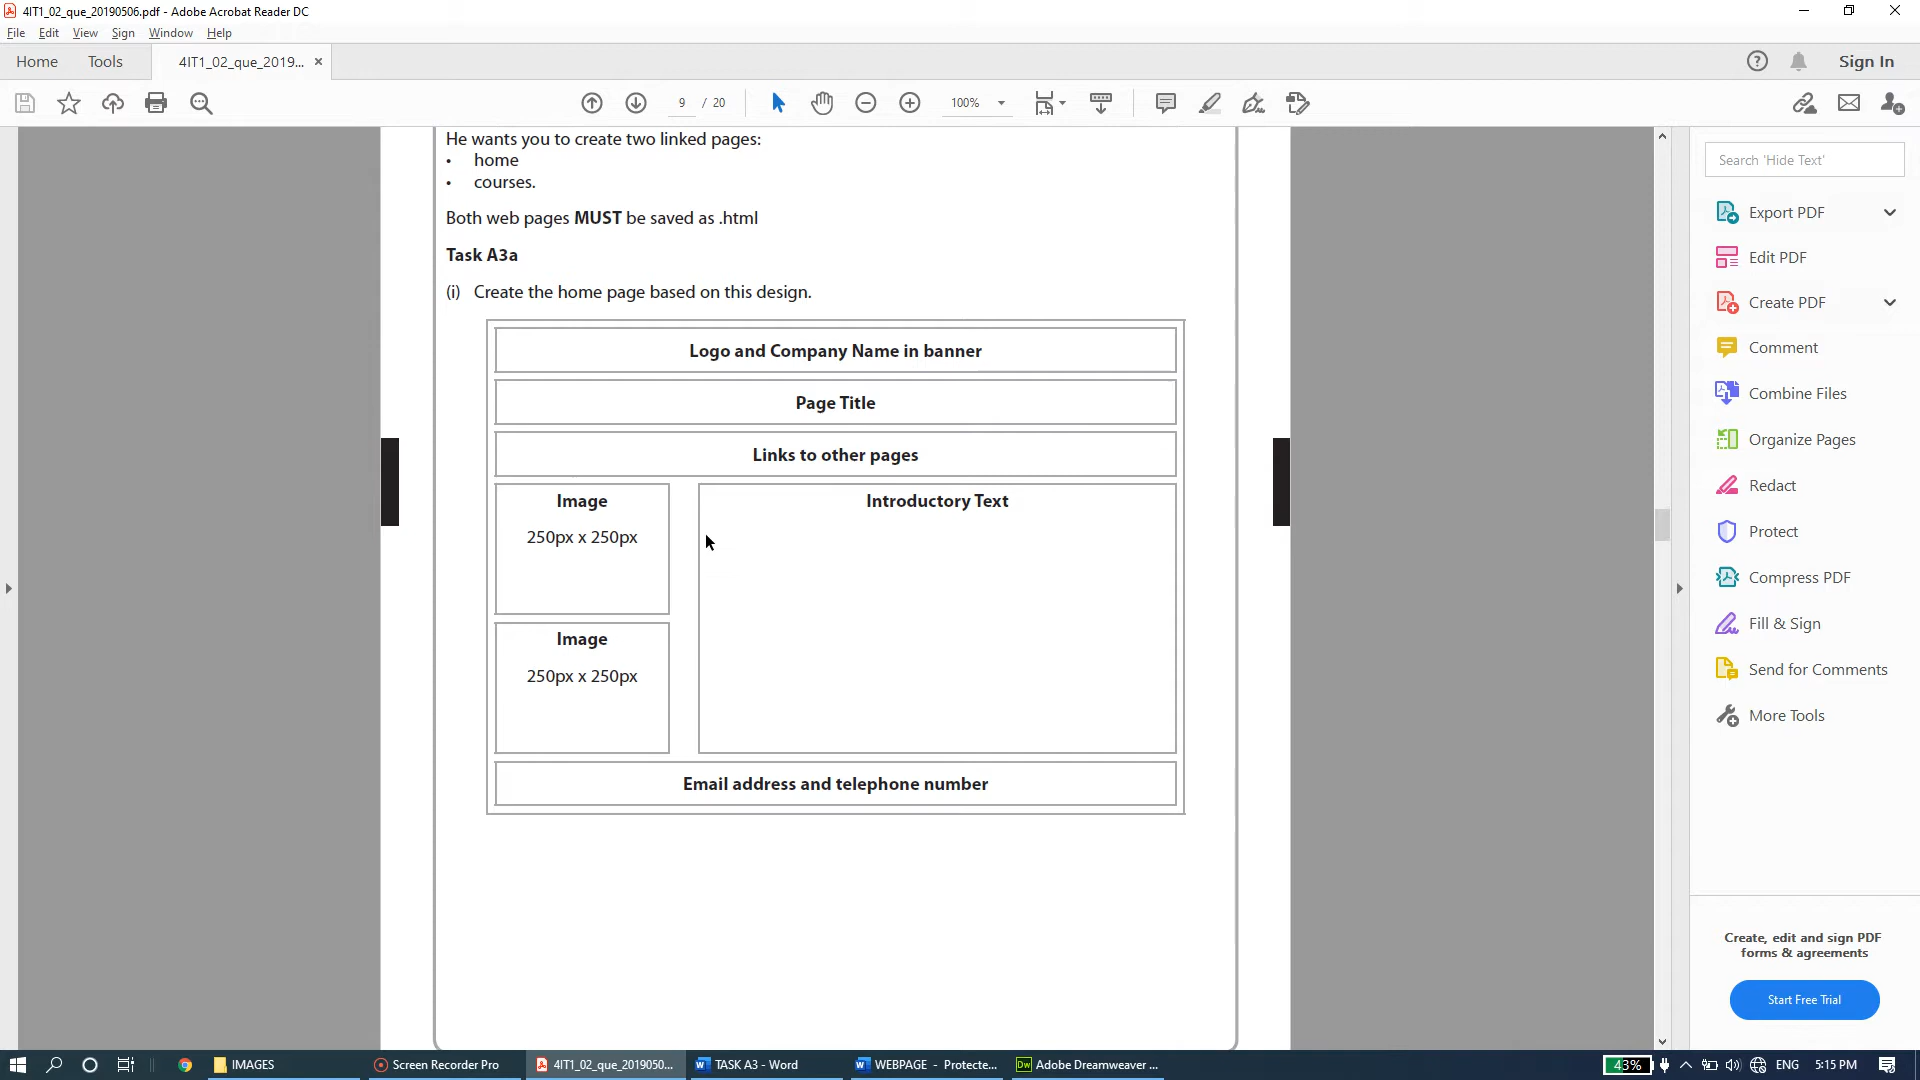 4IT1_02_que_20190506.pdf - Adobe Acrobat Reader DC
File Edit View Sign Window Help
Home Tools 4IT1_02_que_2019... × Sign In
9 / 20 100%
He wants you to create two linked pages:
• home
• courses.
Both web pages MUST be saved as .html
Task A3a
(i) Create the home page based on this design.
Logo and Company Name in banner
Page Title
Links to other pages
Image
250px x 250px
Introductory Text
Image
250px x 250px
Email address and telephone number
Search 'Hide Text'
Export PDF
Edit PDF
Create PDF
Comment
Combine Files
Organize Pages
Redact
Protect
Compress PDF
Fill & Sign
Send for Comments
More Tools
Create, edit and sign PDF
forms & agreements
Start Free Trial
IMAGES Screen Recorder Pro 4IT1_02_que_201950... TASK A3 - Word WEBPAGE - Protecte... Dw Adobe Dreamweaver ... 43% ENG 5:15 PM